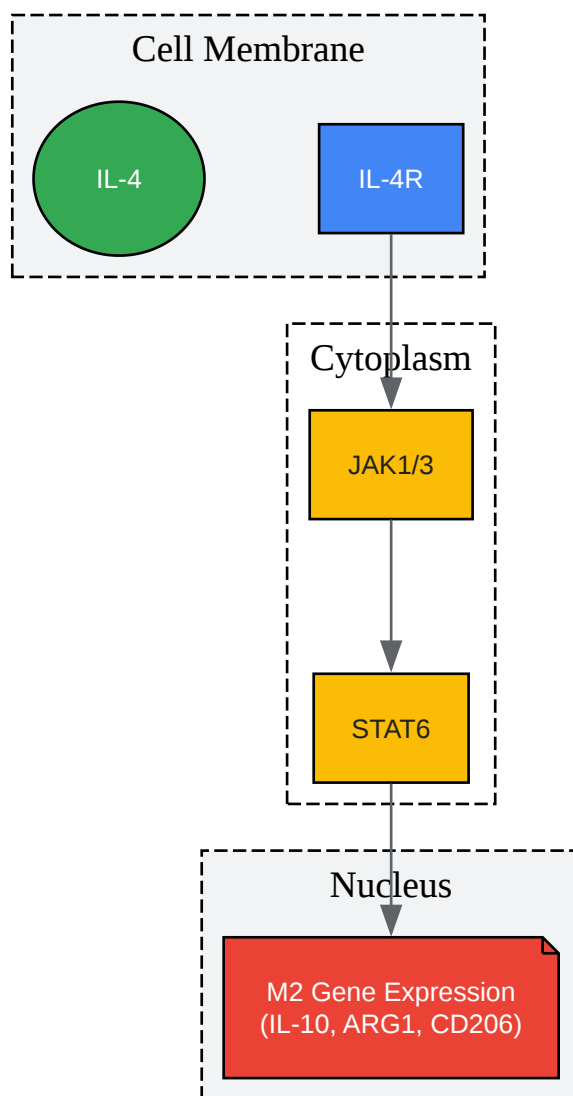 Cell Membrane
IL-4
IL-4R
Cytoplasm
JAK1/3
STAT6
Nucleus
M2 Gene Expression
(IL-10, ARG1, CD206)